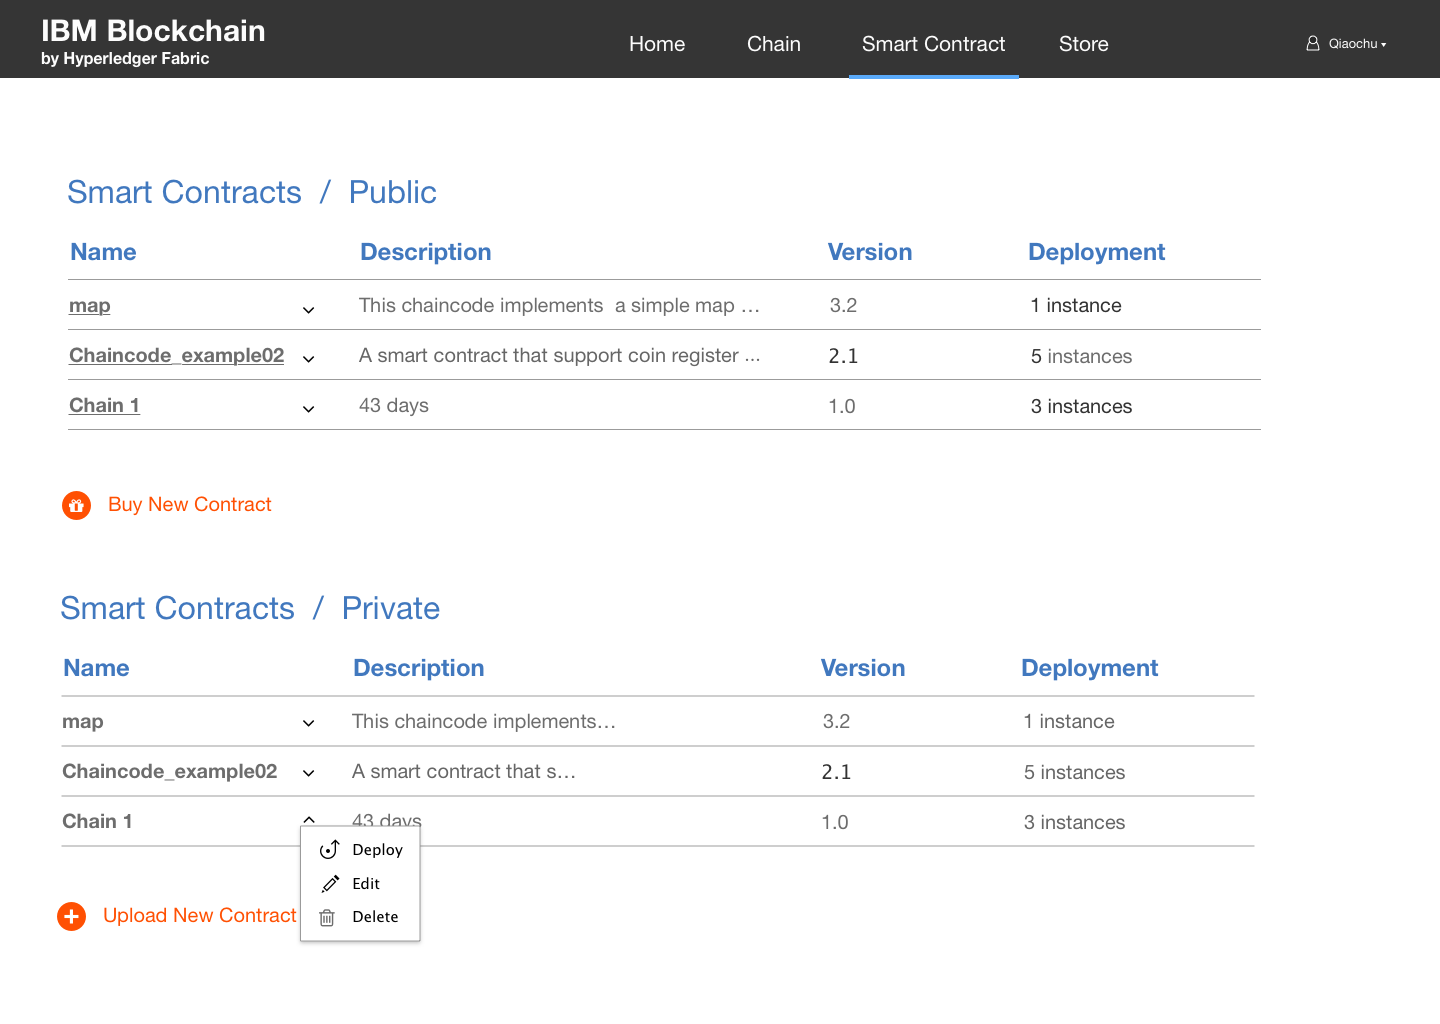 IBM Blockchain
by Hyperledger Fabric
Home Chain Smart Contract Store Qiaochu
Smart Contracts / Public
Name Description Version Deployment
map This chaincode implements a simple map … 3.2 1 instance
Chaincode_example02 A smart contract that support coin register ... 2.1 5 instances
Chain 1 43 days 1.0 3 instances
Buy New Contract
Smart Contracts / Private
Name Description Version Deployment
map This chaincode implements… 3.2 1 instance
Chaincode_example02 A smart contract that s… 2.1 5 instances
Chain 1 43 days 1.0 3 instances
Deploy
Edit
Delete
Upload New Contract